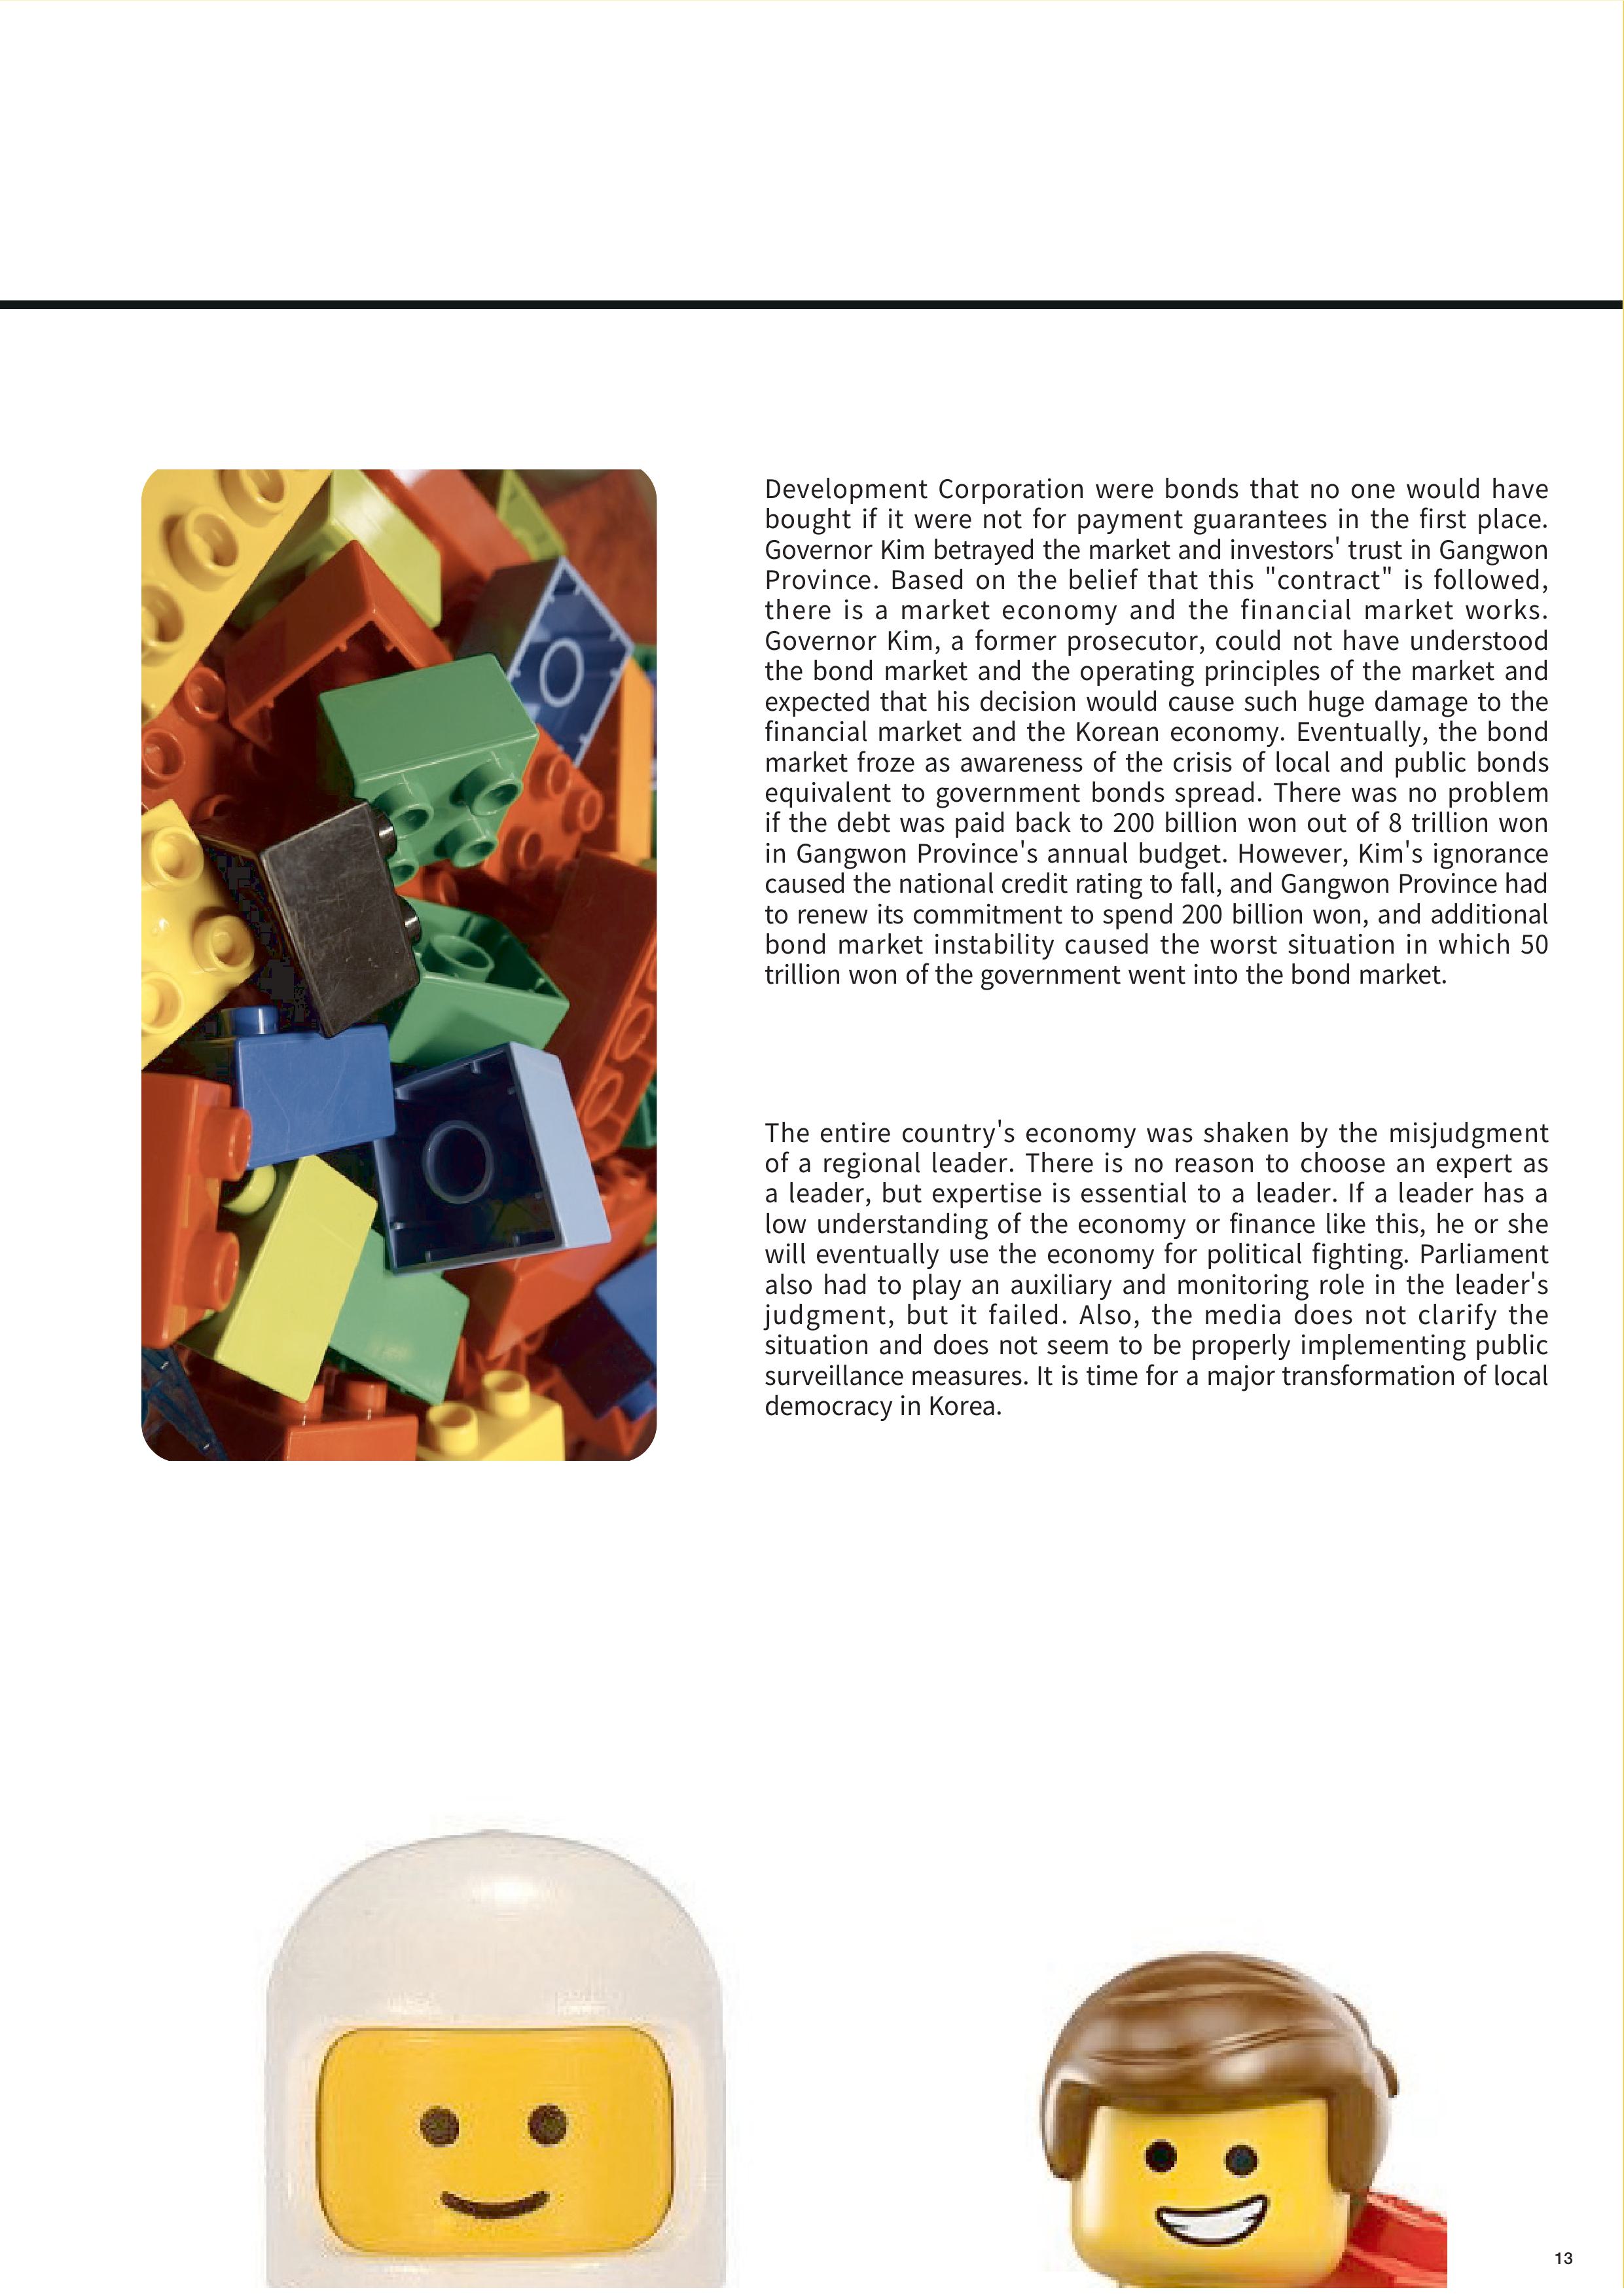 Development Corporation were bonds that no one would have
bought if it were not for payment guarantees in the first place.
Governor Kim betrayed the market and investors' trust in Gangwon
Province. Based on the belief that this "contract" is followed,
there is a market economy and the financial market works.
Governor Kim, a former prosecutor, could not have understood
the bond market and the operating principles of the market and
expected that his decision would cause such huge damage to the
financial market and the Korean economy. Eventually, the bond
market froze as awareness of the crisis of local and public bonds
equivalent to government bonds spread. There was no problem
if the debt was paid back to 200 billion won out of 8 trillion won
in Gangwon Province's annual budget. However, Kim's ignorance
caused the national credit rating to fall, and Gangwon Province had
to renew its commitment to spend 200 billion won, and additional
bond market instability caused the worst situation in which 50
trillion won of the government went into the bond market.
The entire country's economy was shaken by the misjudgment
of a regional leader. There is no reason to choose an expert as
a leader, but expertise is essential to a leader. If a leader has a
low understanding of the economy or finance like this, he or she
will eventually use the economy for political fighting. Parliament
also had to play an auxiliary and monitoring role in the leader's
judgment, but it failed. Also, the media does not clarify the
situation and does not seem to be properly implementing public
surveillance measures. It is time for a major transformation of local
democracy in Korea.
13